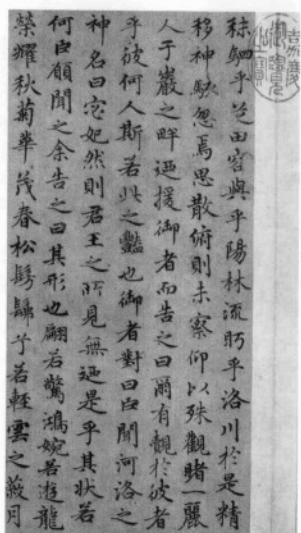 秣駟乎芝田容與乎陽林流眄乎洛川於是精
移神駭忽焉思散俯則未察仰以殊觀睹一麗
人于巖之畔迺援御者而告之曰爾有覿於彼者
乎彼何人斯若此之豔也御者對曰臣聞河洛之
神名曰宓妃然則君王之所見無迺是乎其狀若
何臣願聞之余告之曰其形也翩若驚鴻婉若遊龍
榮耀秋菊華茂春松髣髴兮若輕雲之蔽月